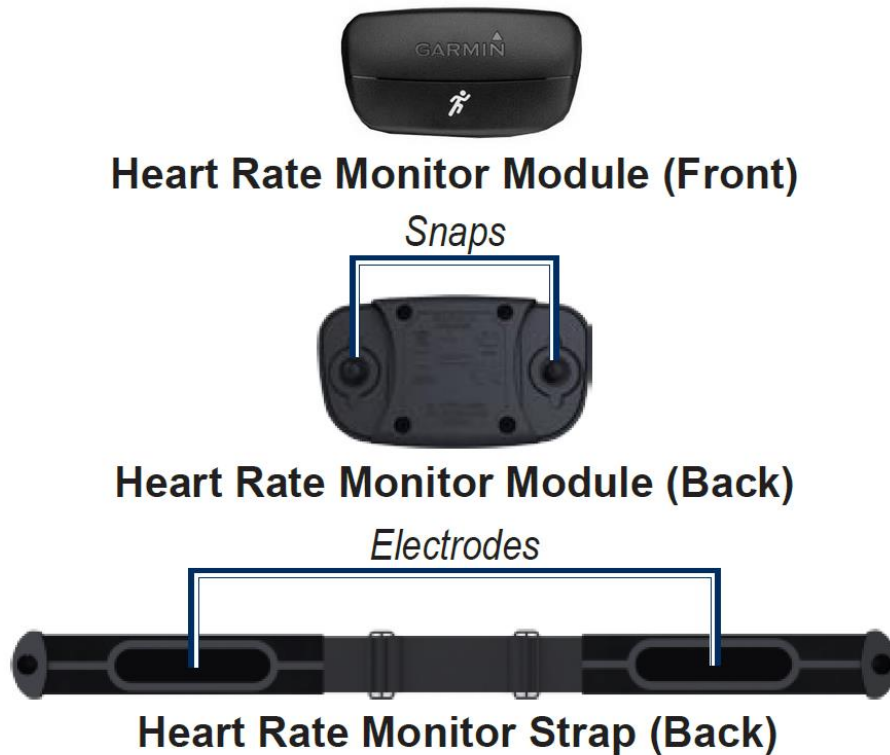 GARMIN
Heart Rate Monitor Module (Front)
Snaps
Heart Rate Monitor Module (Back)
Electrodes
Heart Rate Monitor Strap (Back)